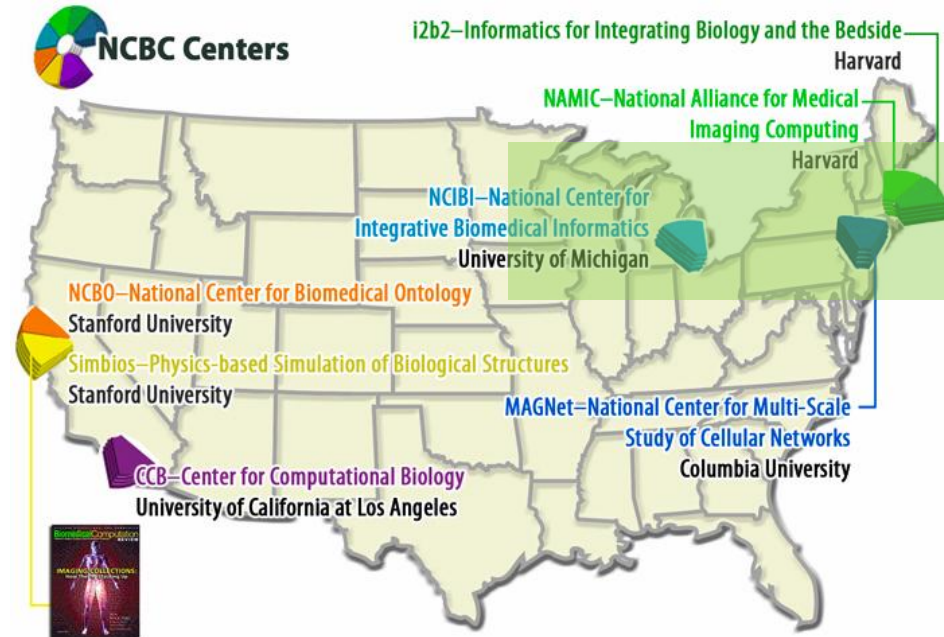 NCBC Centers
i2b2–Informatics for Integrating Biology and the Bedside
Harvard
NAMIC–National Alliance for Medical
Imaging Computing
Harvard
NCIBI–National Center for
Integrative Biomedical Informatics
University of Michigan
NCBO–National Center for Biomedical Ontology
Stanford University
Simbios–Physics-based Simulation of Biological Structures
Stanford University
MAGNet–National Center for Multi-Scale
Study of Cellular Networks
Columbia University
CCB–Center for Computational Biology
University of California at Los Angeles
BiomedicalComputation
REVIEW
IMAGING COLLECTIONS: